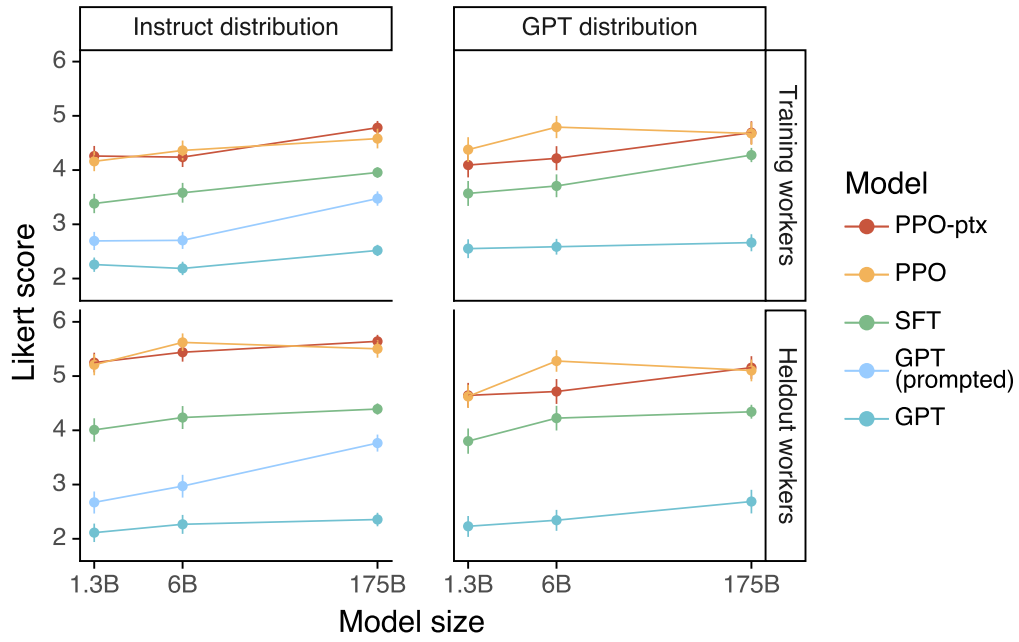 Instruct distribution
GPT distribution
6
5
4
3
2
Training workers
6
5
4
3
2
Heldout workers
Likert score
1.3B 6B 175B
1.3B 6B 175B
Model size
Model
PPO-ptx
PPO
SFT
GPT
(prompted)
GPT